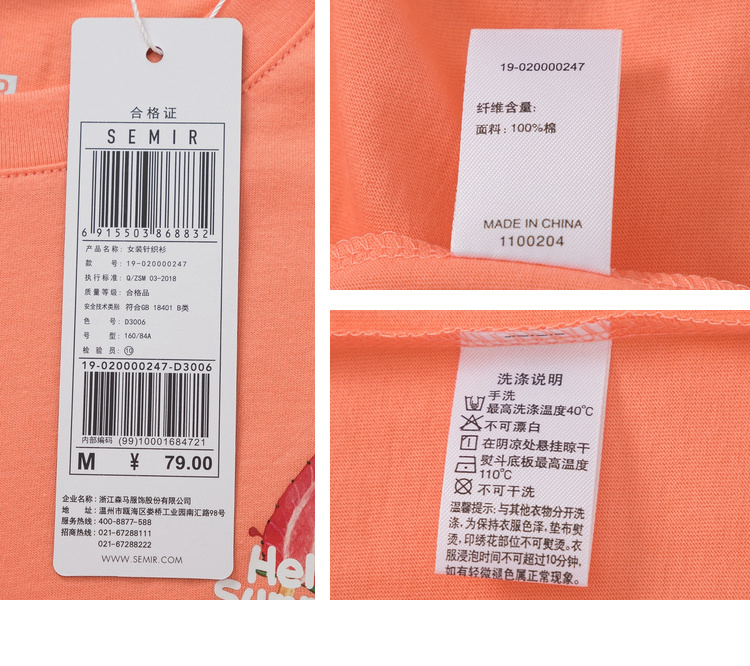 合格证
SEMIR
6 915503 868832
产品名称: 女装针织衫
款 号: 19-020000247
执行标准: Q/ZSM 03-2018
质量等级: 合格品
安全技术类别 符合GB 18401 B类
色 号: D3006
号 型: 160/84A
检 验 员: ⑩
19-020000247-D3006
内部编码 (99)10001684721
M ¥ 79.00
企业名称: 浙江森马服饰股份有限公司
地 址: 温州市瓯海区娄桥工业园南汇路98号
服务热线: 400-8877-588
招商热线: 021-67288111
021-67288222
WWW.SEMIR.COM
19-020000247
纤维含量:
面料: 100%棉
MADE IN CHINA
1100204
洗涤说明
手洗
最高洗涤温度40℃
不可漂白
在阴凉处悬挂晾干
熨斗底板最高温度
110℃
不可干洗
温馨提示: 与其他衣物分开洗
涤, 为保持衣服色泽, 垫布熨
烫, 印绣花部位不可熨烫。衣
服浸泡时间不可超过10分钟,
如有轻微褪色属正常现象。